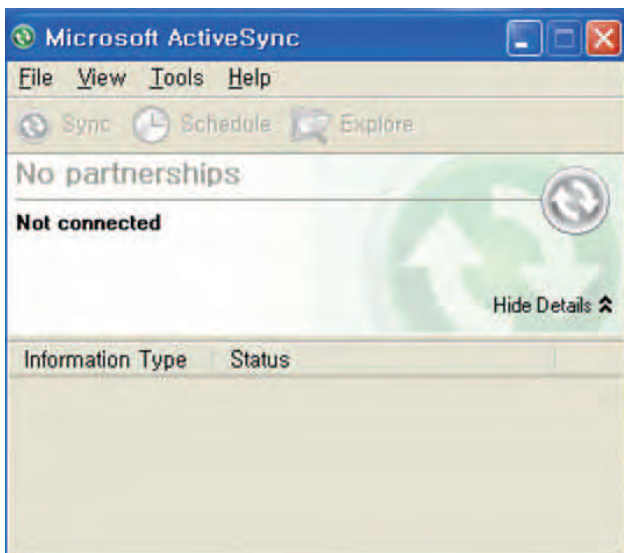 Microsoft ActiveSync
File View Tools Help
Sync Schedule Explore
No partnerships
Not connected
Hide Details
Information Type Status